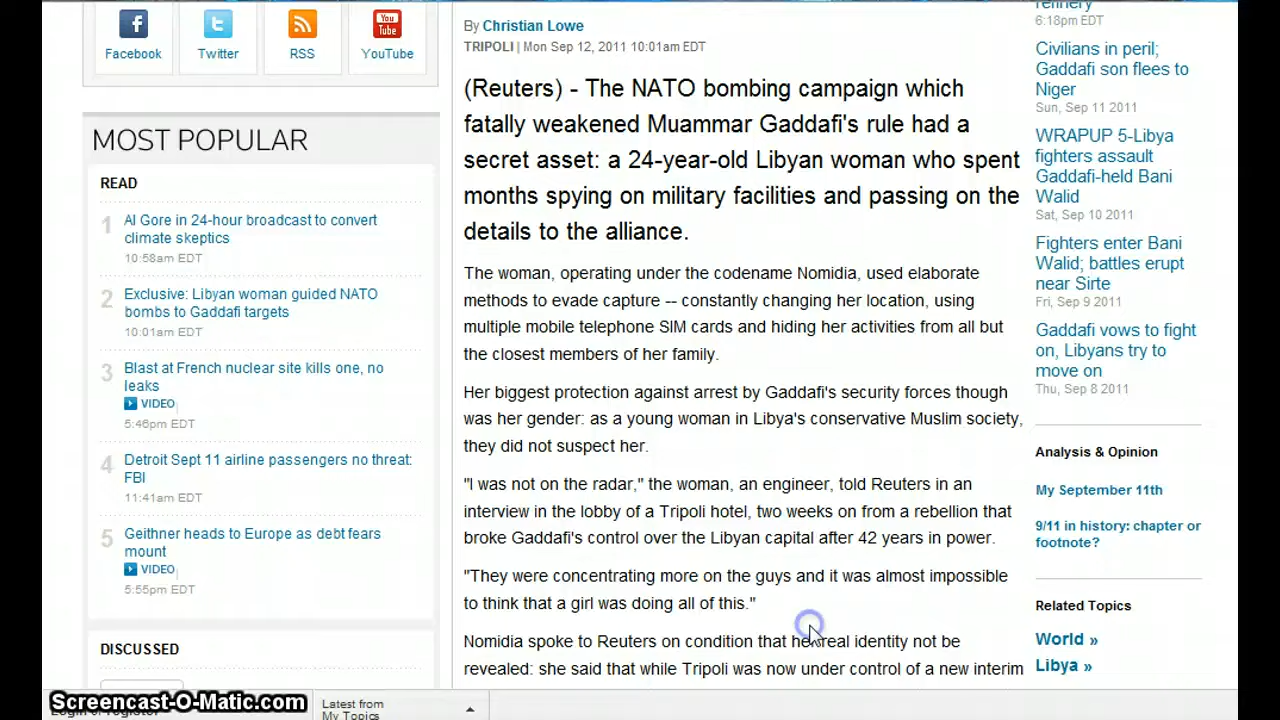 Facebook
Twitter
RSS
YouTube
MOST POPULAR
READ
1 Al Gore in 24-hour broadcast to convert
climate skeptics
10:58am EDT
2 Exclusive: Libyan woman guided NATO
bombs to Gaddafi targets
10:01am EDT
3 Blast at French nuclear site kills one, no
leaks
VIDEO
5:46pm EDT
4 Detroit Sept 11 airline passengers no threat:
FBI
11:41am EDT
5 Geithner heads to Europe as debt fears
mount
VIDEO
5:55pm EDT
DISCUSSED
By Christian Lowe
TRIPOLI | Mon Sep 12, 2011 10:01am EDT
(Reuters) - The NATO bombing campaign which
fatally weakened Muammar Gaddafi's rule had a
secret asset: a 24-year-old Libyan woman who spent
months spying on military facilities and passing on the
details to the alliance.
The woman, operating under the codename Nomidia, used elaborate
methods to evade capture -- constantly changing her location, using
multiple mobile telephone SIM cards and hiding her activities from all but
the closest members of her family.
Her biggest protection against arrest by Gaddafi's security forces though
was her gender: as a young woman in Libya's conservative Muslim society,
they did not suspect her.
"I was not on the radar," the woman, an engineer, told Reuters in an
interview in the lobby of a Tripoli hotel, two weeks on from a rebellion that
broke Gaddafi's control over the Libyan capital after 42 years in power.
"They were concentrating more on the guys and it was almost impossible
to think that a girl was doing all of this."
Nomidia spoke to Reuters on condition that her real identity not be
revealed: she said that while Tripoli was now under control of a new interim
refinery
6:18pm EDT
Civilians in peril;
Gaddafi son flees to
Niger
Sun, Sep 11 2011
WRAPUP 5-Libya
fighters assault
Gaddafi-held Bani
Walid
Sat, Sep 10 2011
Fighters enter Bani
Walid; battles erupt
near Sirte
Fri, Sep 9 2011
Gaddafi vows to fight
on, Libyans try to
move on
Thu, Sep 8 2011
Analysis & Opinion
My September 11th
9/11 in history: chapter or
footnote?
Related Topics
World »
Libya »
Screencast-O-Matic.com
Login or register
Latest from
My Topics